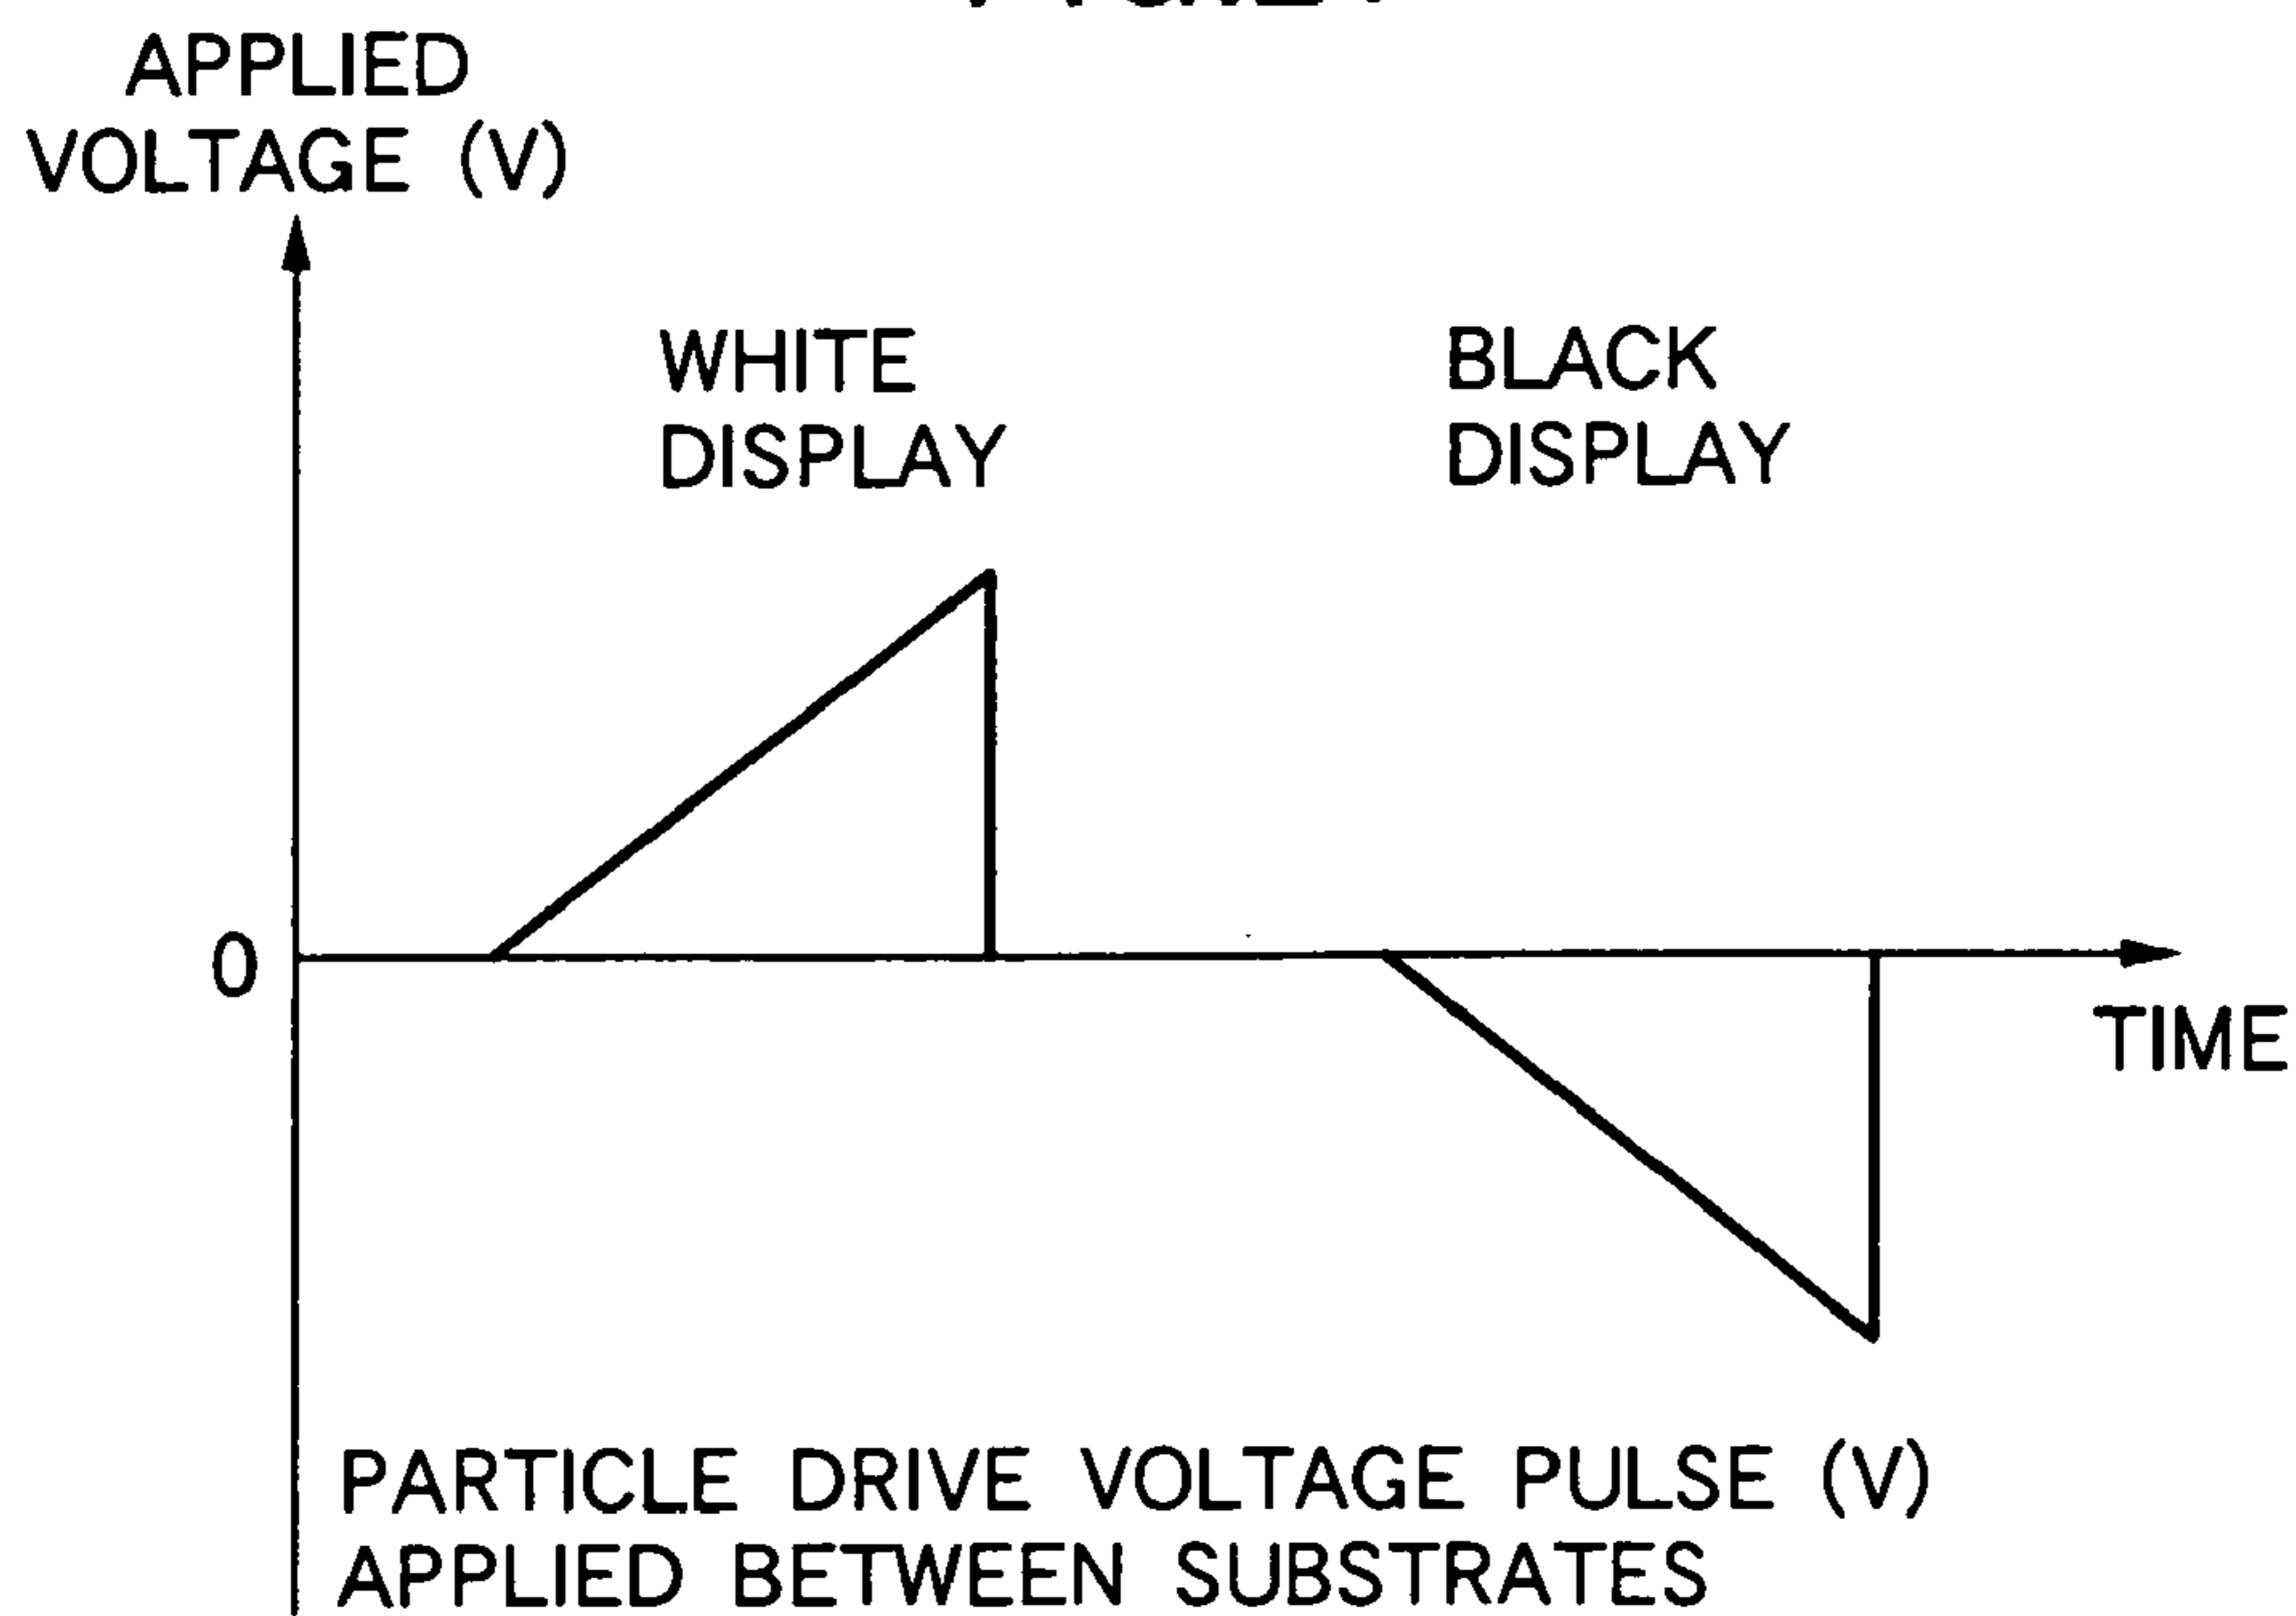 APPLIED
VOLTAGE (V)
WHITE
DISPLAY
BLACK
DISPLAY
0
TIME
PARTICLE DRIVE VOLTAGE PULSE (V)
APPLIED BETWEEN SUBSTRATES